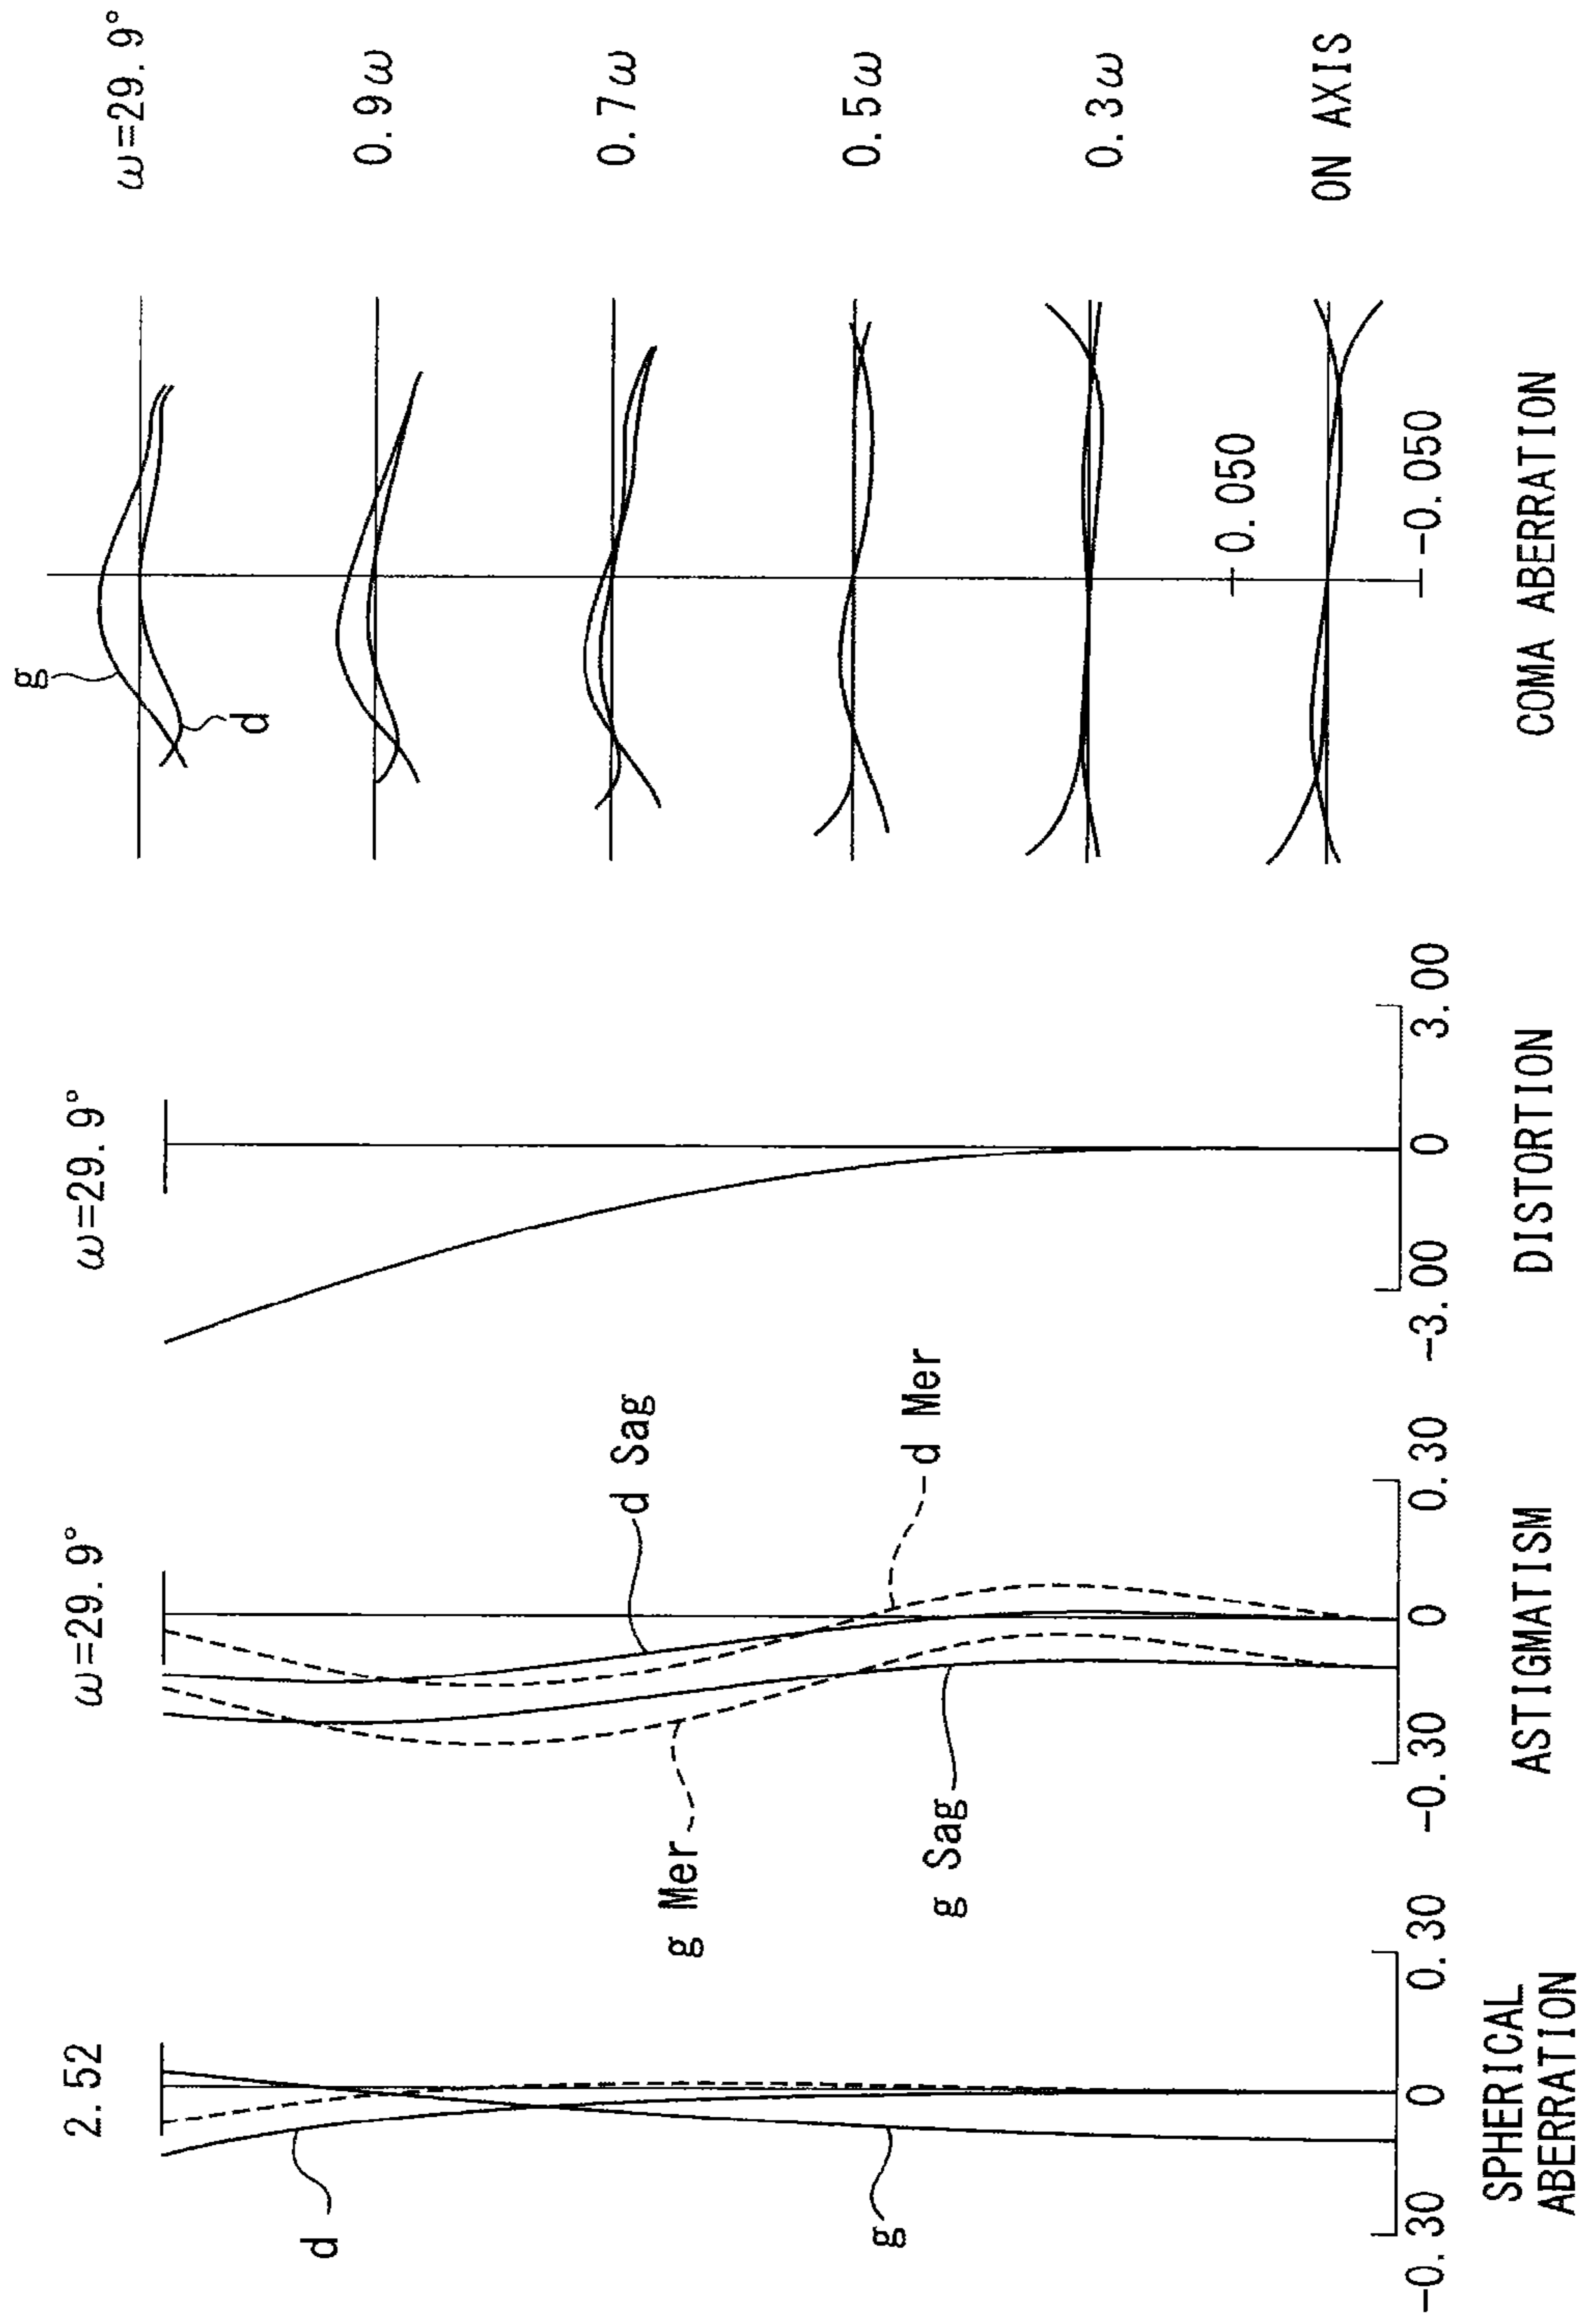 2.52
d
g
-0.30
0
0.30
SPHERICAL
ABERRATION
ω=29.9°
g Mer
d Sag
g Sag
d Mer
-0.30
0
0.30
ASTIGMATISM
ω=29.9°
-3.00
0
3.00
DISTORTION
g
d
ω=29.9°
0.9ω
0.7ω
0.5ω
0.3ω
0.050
ON AXIS
-0.050
COMA ABERRATION